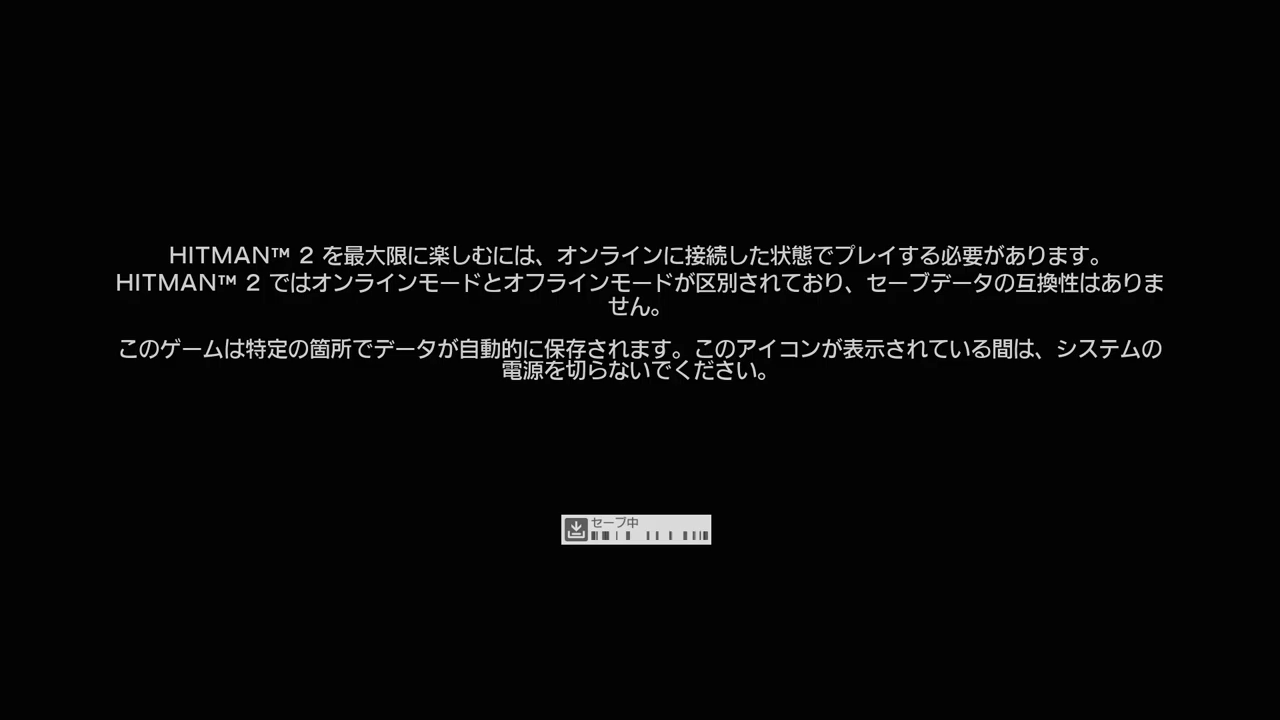 HITMAN™ 2 を最大限に楽しむには、オンラインに接続した状態でプレイする必要があります。
HITMAN™ 2 ではオンラインモードとオフラインモードが区別されており、セーブデータの互換性はありま
せん。
このゲームは特定の箇所でデータが自動的に保存されます。このアイコンが表示されている間は、システムの
電源を切らないでください。
セーブ中